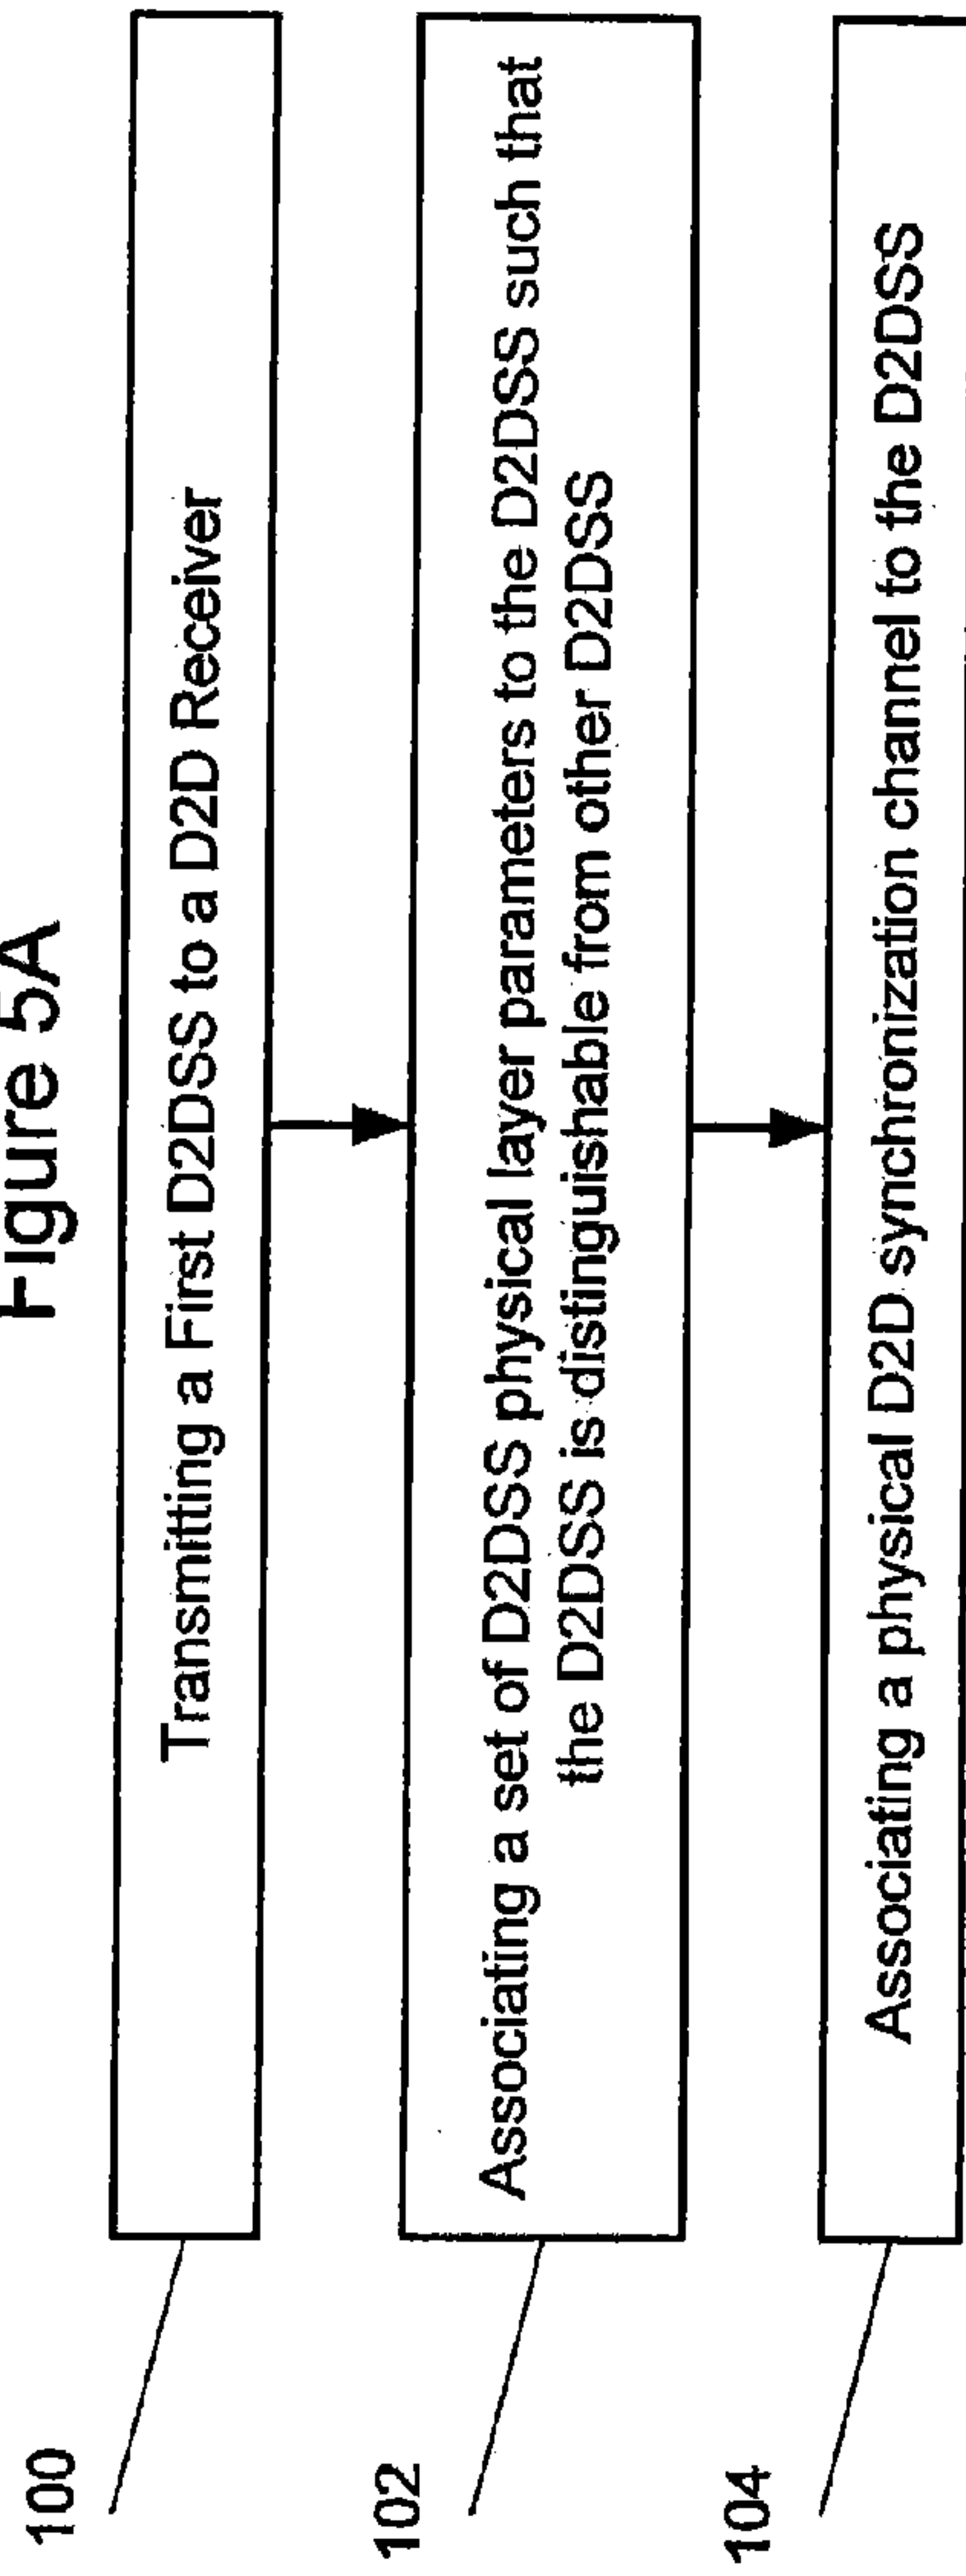 Figure 5A
100
Transmitting a First D2DSS to a D2D Receiver
102
Associating a set of D2DSS physical layer parameters to the D2DSS such that
the D2DSS is distinguishable from other D2DSS
104
Associating a physical D2D synchronization channel to the D2DSS